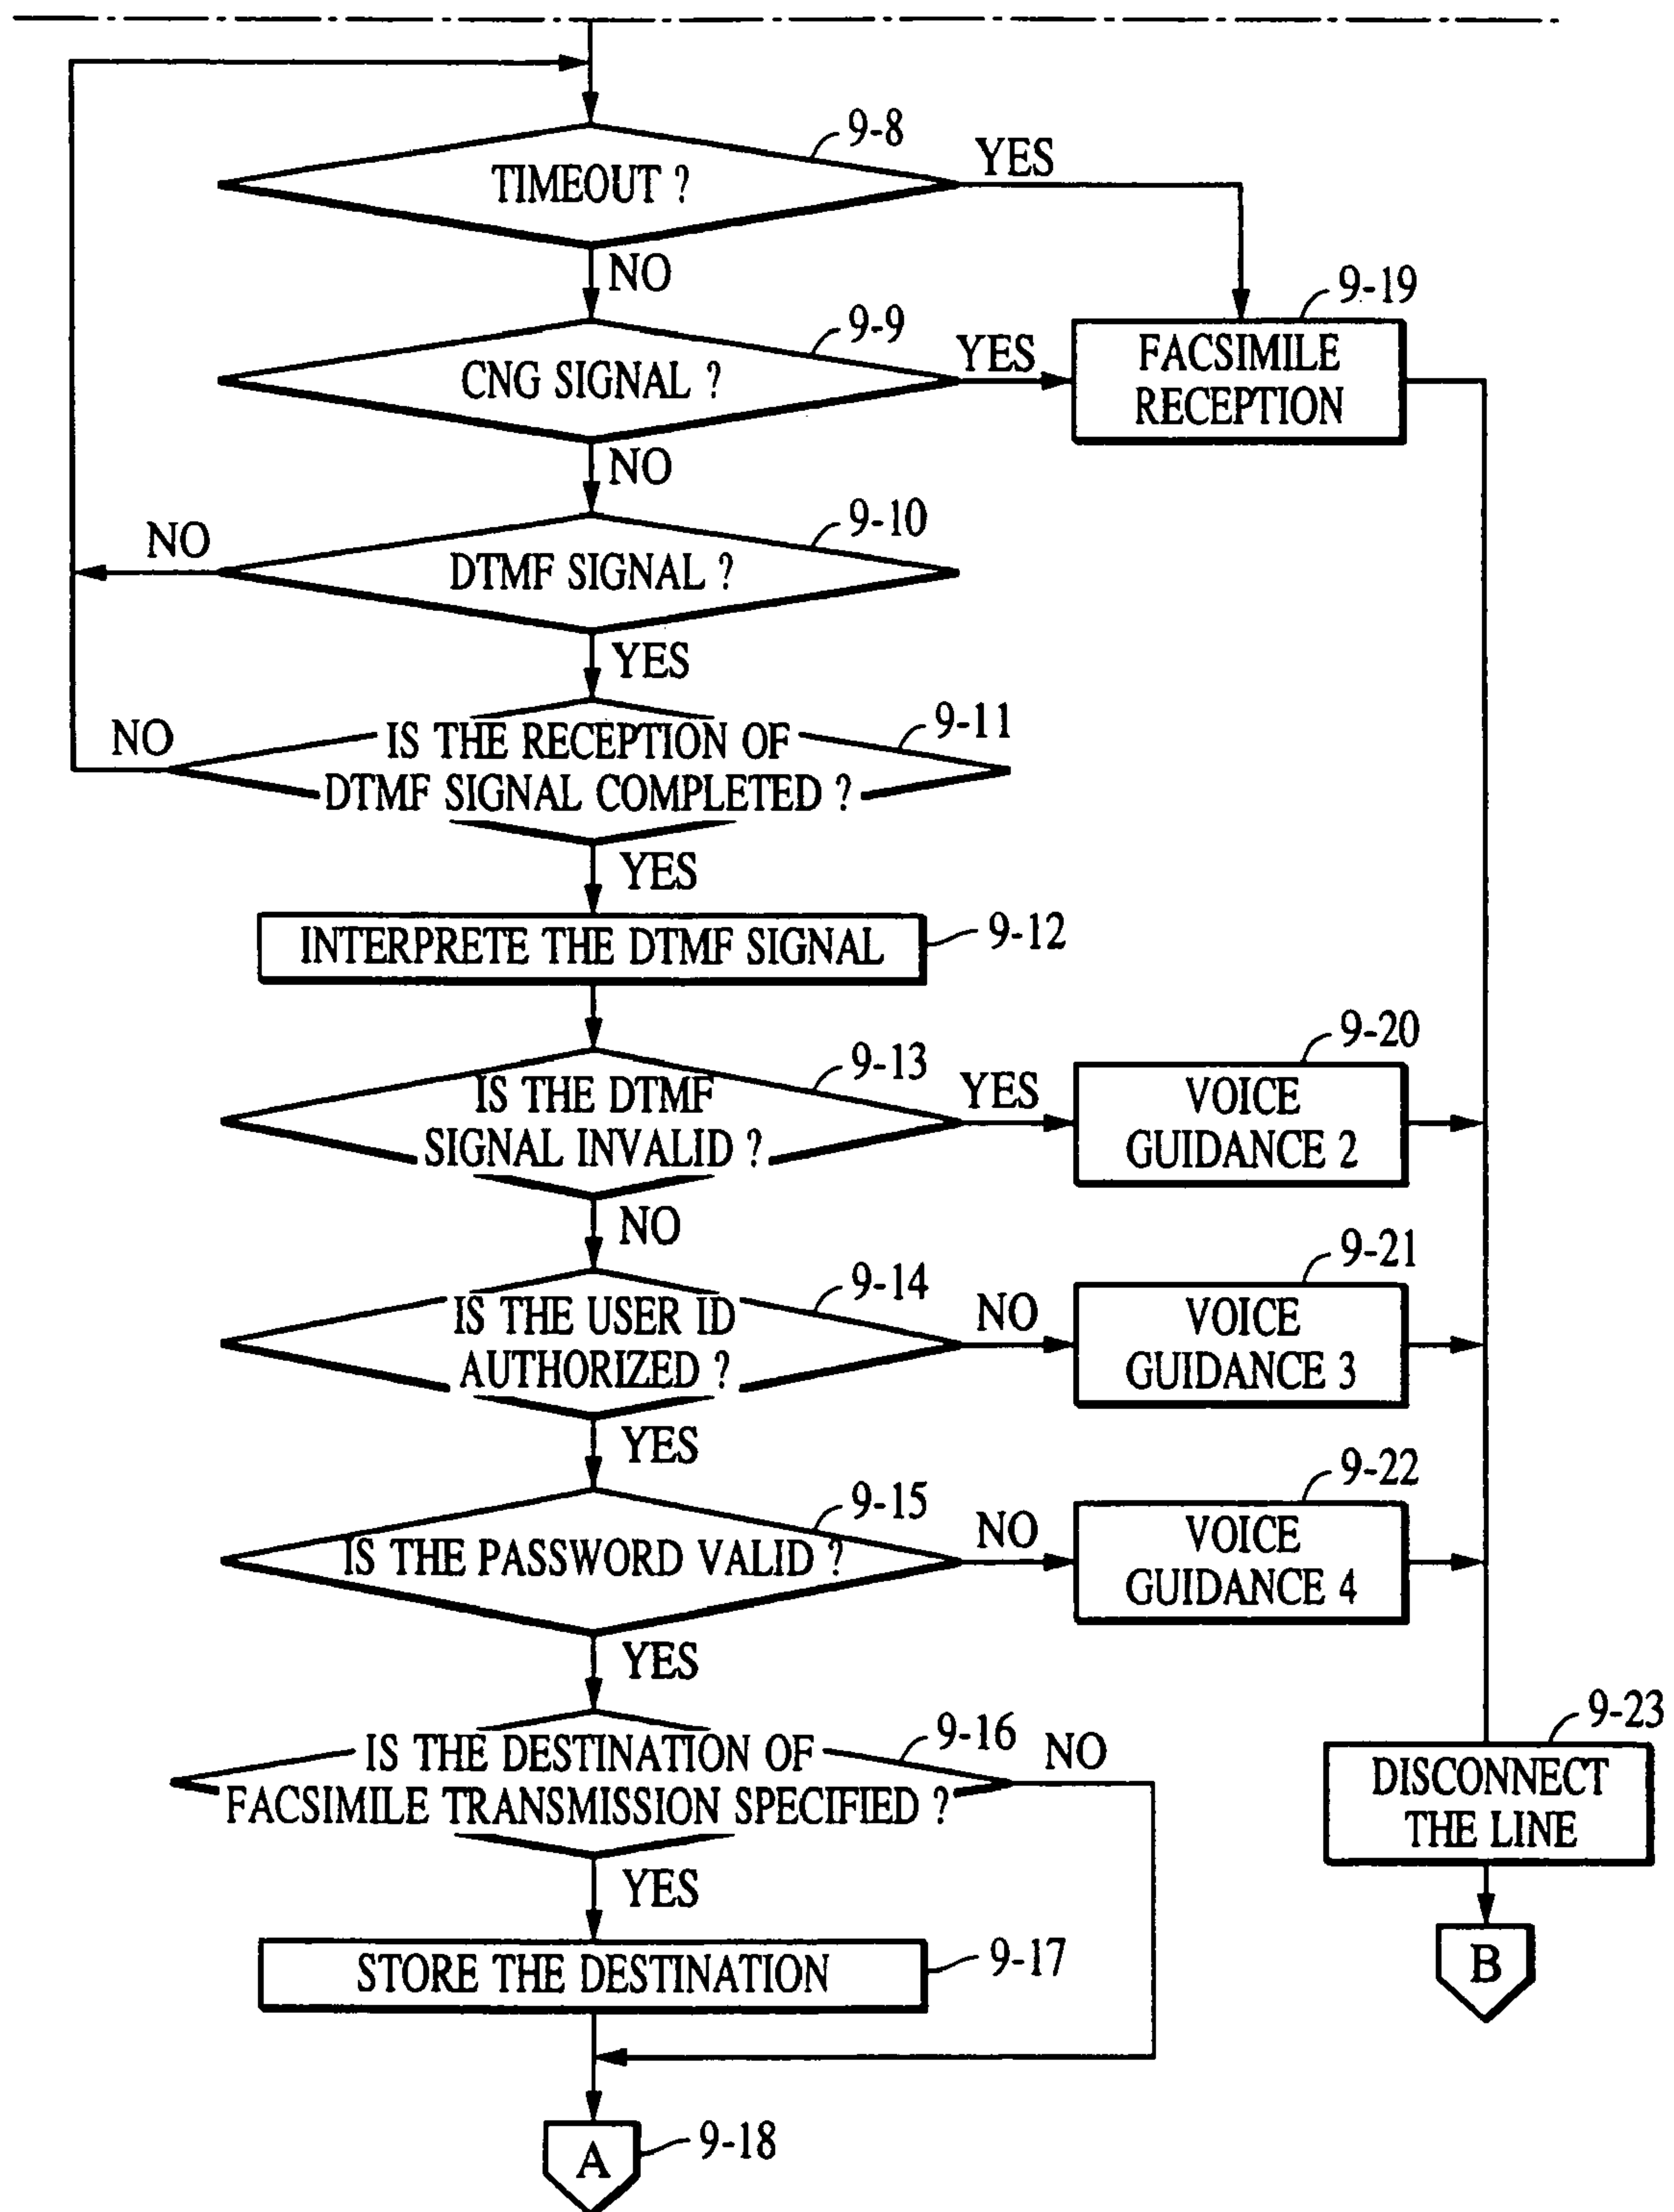 9-8
TIMEOUT ?
YES
NO
9-19
FACSIMILE
RECEPTION
9-9
CNG SIGNAL ?
YES
NO
9-10
NO
DTMF SIGNAL ?
YES
9-11
NO
IS THE RECEPTION OF
DTMF SIGNAL COMPLETED ?
YES
INTERPRETE THE DTMF SIGNAL
9-12
9-13
IS THE DTMF
SIGNAL INVALID ?
YES
9-20
VOICE
GUIDANCE 2
NO
9-14
IS THE USER ID
AUTHORIZED ?
NO
9-21
VOICE
GUIDANCE 3
YES
9-15
IS THE PASSWORD VALID ?
NO
9-22
VOICE
GUIDANCE 4
YES
9-16
IS THE DESTINATION OF
FACSIMILE TRANSMISSION SPECIFIED ?
NO
9-23
DISCONNECT
THE LINE
YES
STORE THE DESTINATION
9-17
B
A
9-18